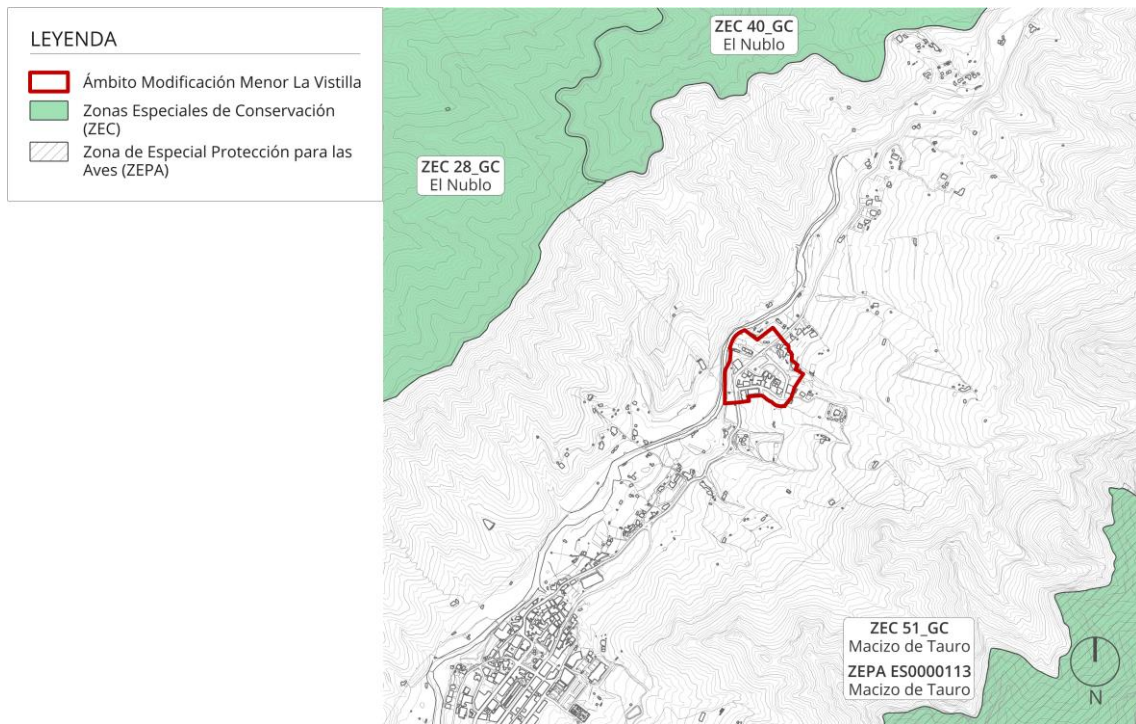 LEYENDA
Ámbito Modificación Menor La Vistilla
Zonas Especiales de Conservación
(ZEC)
Zona de Especial Protección para las
Aves (ZEPA)
ZEC 40_GC
El Nublo
ZEC 28_GC
El Nublo
ZEC 51_GC
Macizo de Tauro
ZEPA ES0000113
Macizo de Tauro
N